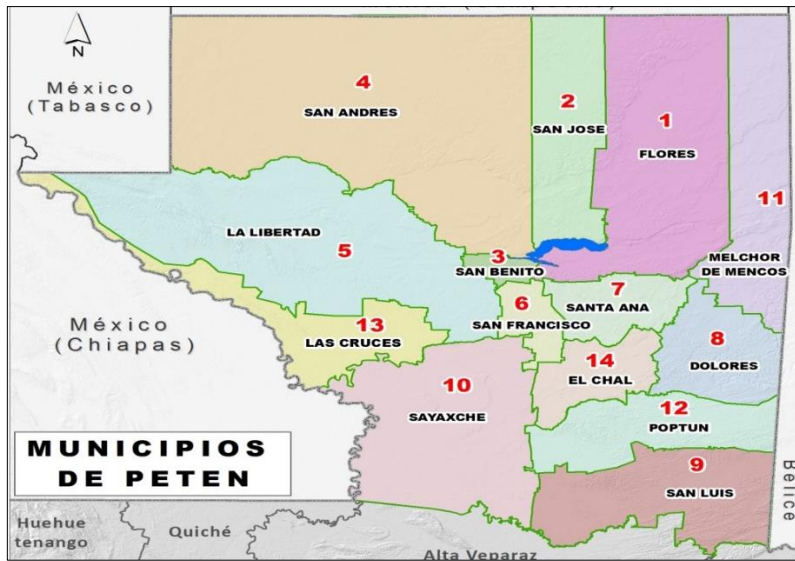 N
México
(Tabasco)
4
SAN ANDRES
2
SAN JOSE
1
FLORES
11
MELCHOR
DE MENCOS
LA LIBERTAD
5
3
SAN BENITO
6
SAN FRANCISCO
7
SANTA ANA
8
DOLORES
México
(Chiapas)
13
LAS CRUCES
14
EL CHAL
10
SAYAXCHE
12
POPTUN
9
SAN LUIS
MUNICIPIOS
DE PETEN
Belice
Huehue
tenango
Quiché
Alta Veparaz